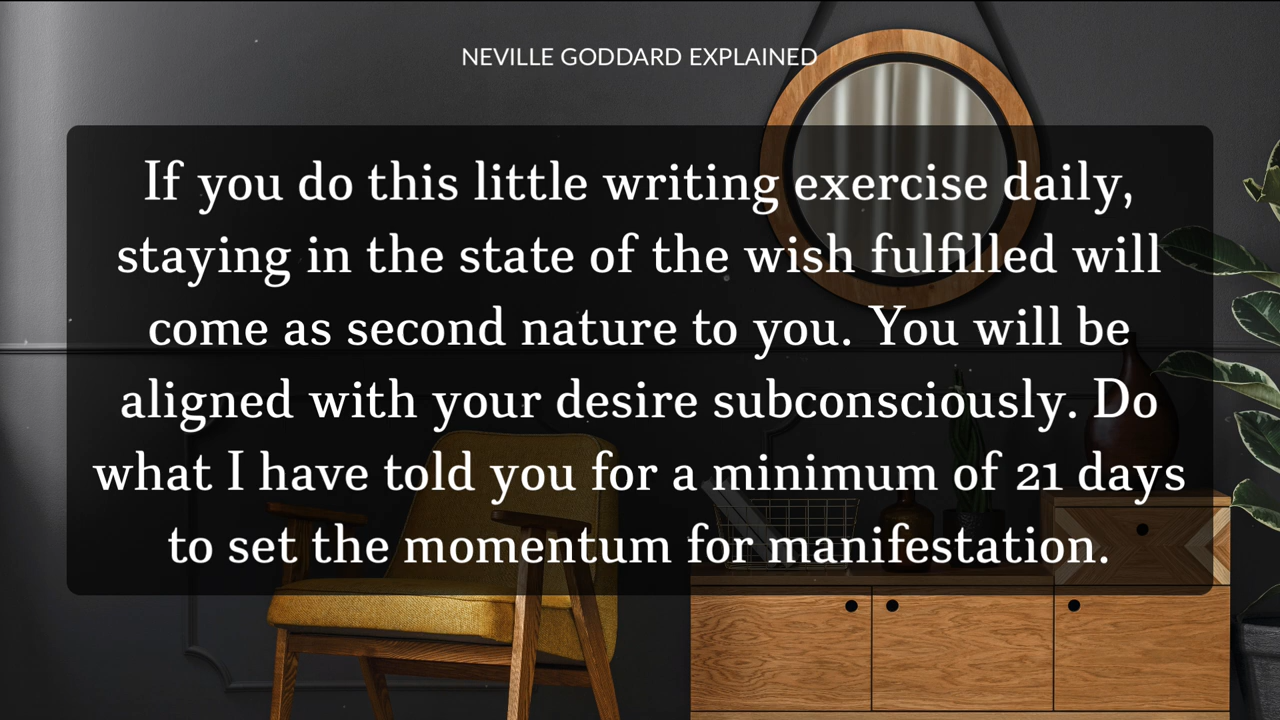 NEVILLE GODDARD EXPLAINED
If you do this little writing exercise daily,
staying in the state of the wish fulfilled will
come as second nature to you. You will be
aligned with your desire subconsciously. Do
what I have told you for a minimum of 21 days
to set the momentum for manifestation.